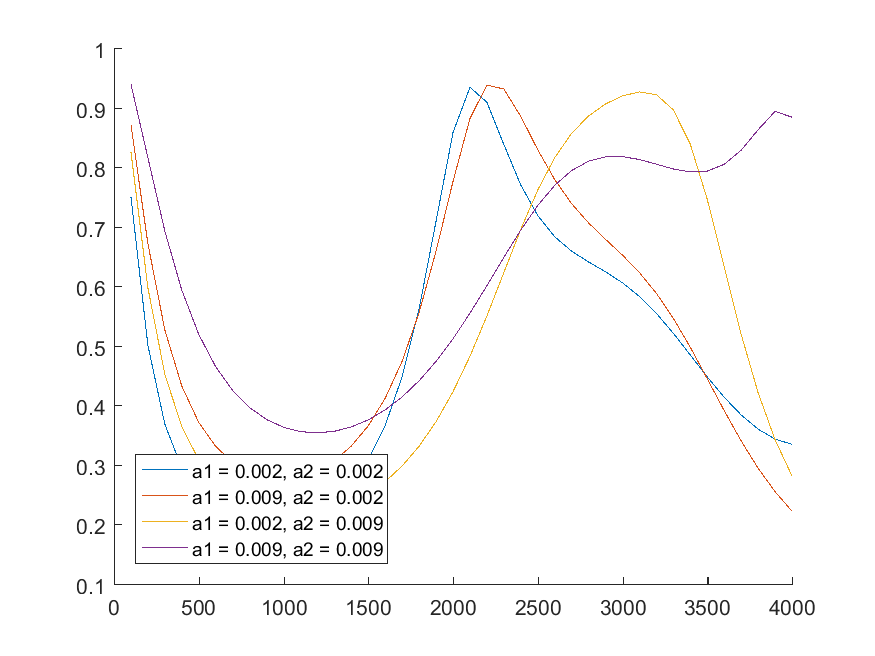 1
0.9
0.8
0.7
0.6
0.5
0.4
0.3
0.2
0.1
a1 = 0.002, a2 = 0.002
a1 = 0.009, a2 = 0.002
a1 = 0.002, a2 = 0.009
a1 = 0.009, a2 = 0.009
0 500 1000 1500 2000 2500 3000 3500 4000